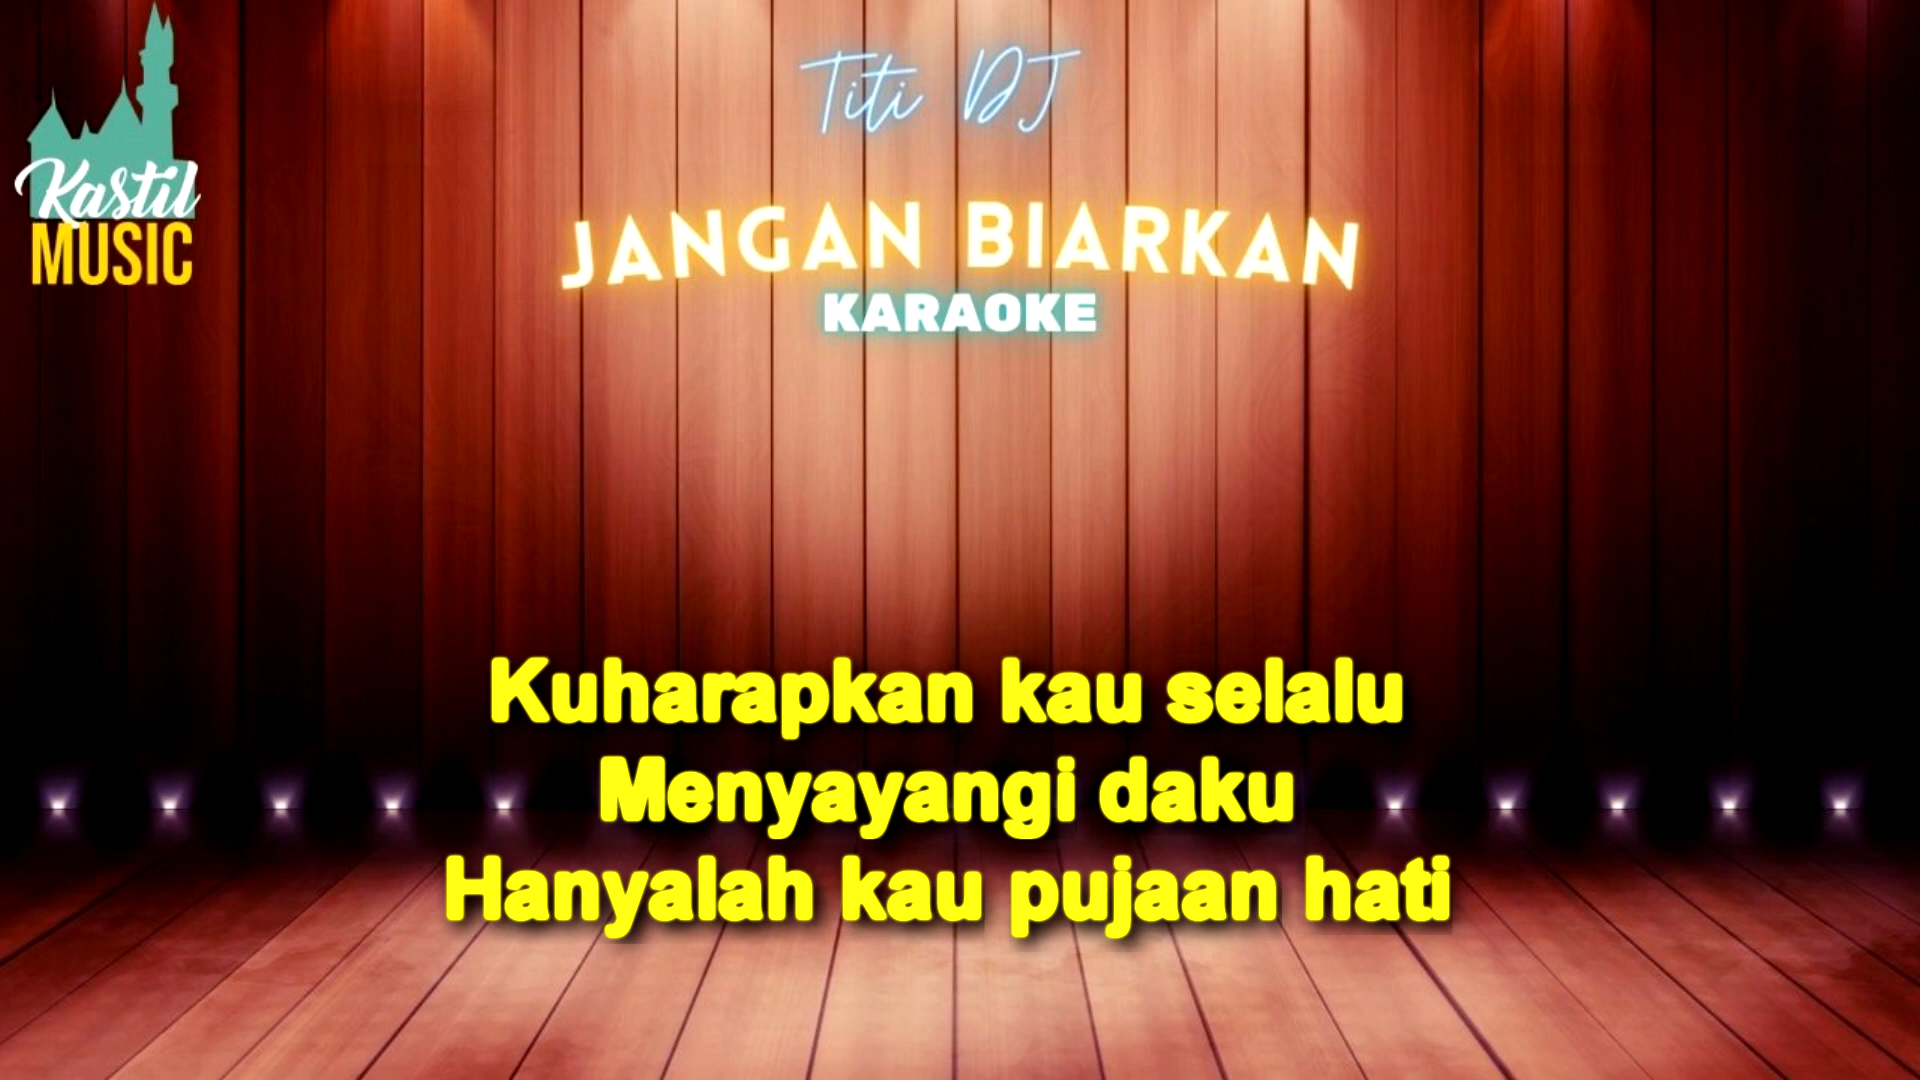 Titi DJ
Kastil
MUSIC
JANGAN BIARKAN
KARAOKE
Kuharapkan kau selalu
Menyayangi daku
Hanyalah kau pujaan hati